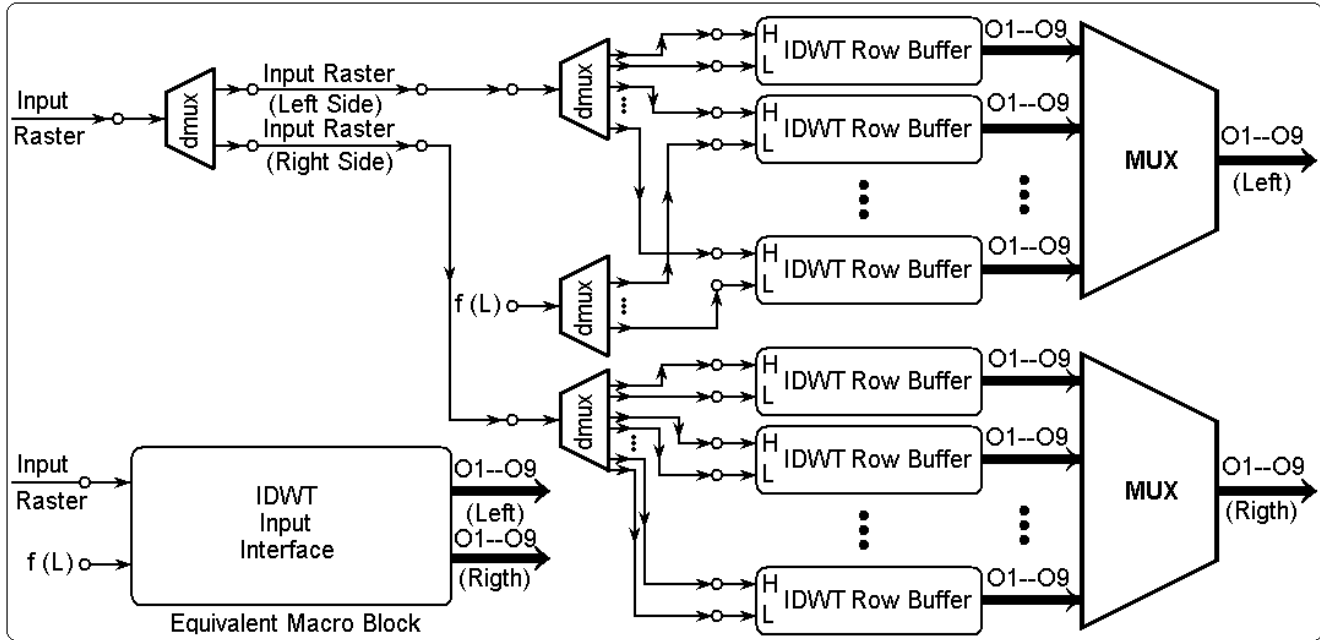 Input
Raster
dmux
Input Raster
(Left Side)
Input Raster
(Right Side)
dmux
H
L
IDWT Row Buffer
O1--O9
H
L
IDWT Row Buffer
O1--O9
H
L
IDWT Row Buffer
O1--O9
MUX
O1--O9
(Left)
f (L)
dmux
dmux
H
L
IDWT Row Buffer
O1--O9
H
L
IDWT Row Buffer
O1--O9
H
L
IDWT Row Buffer
O1--O9
MUX
O1--O9
(Rigth)
Input
Raster
f (L)
IDWT
Input
Interface
O1--O9
(Left)
O1--O9
(Rigth)
Equivalent Macro Block